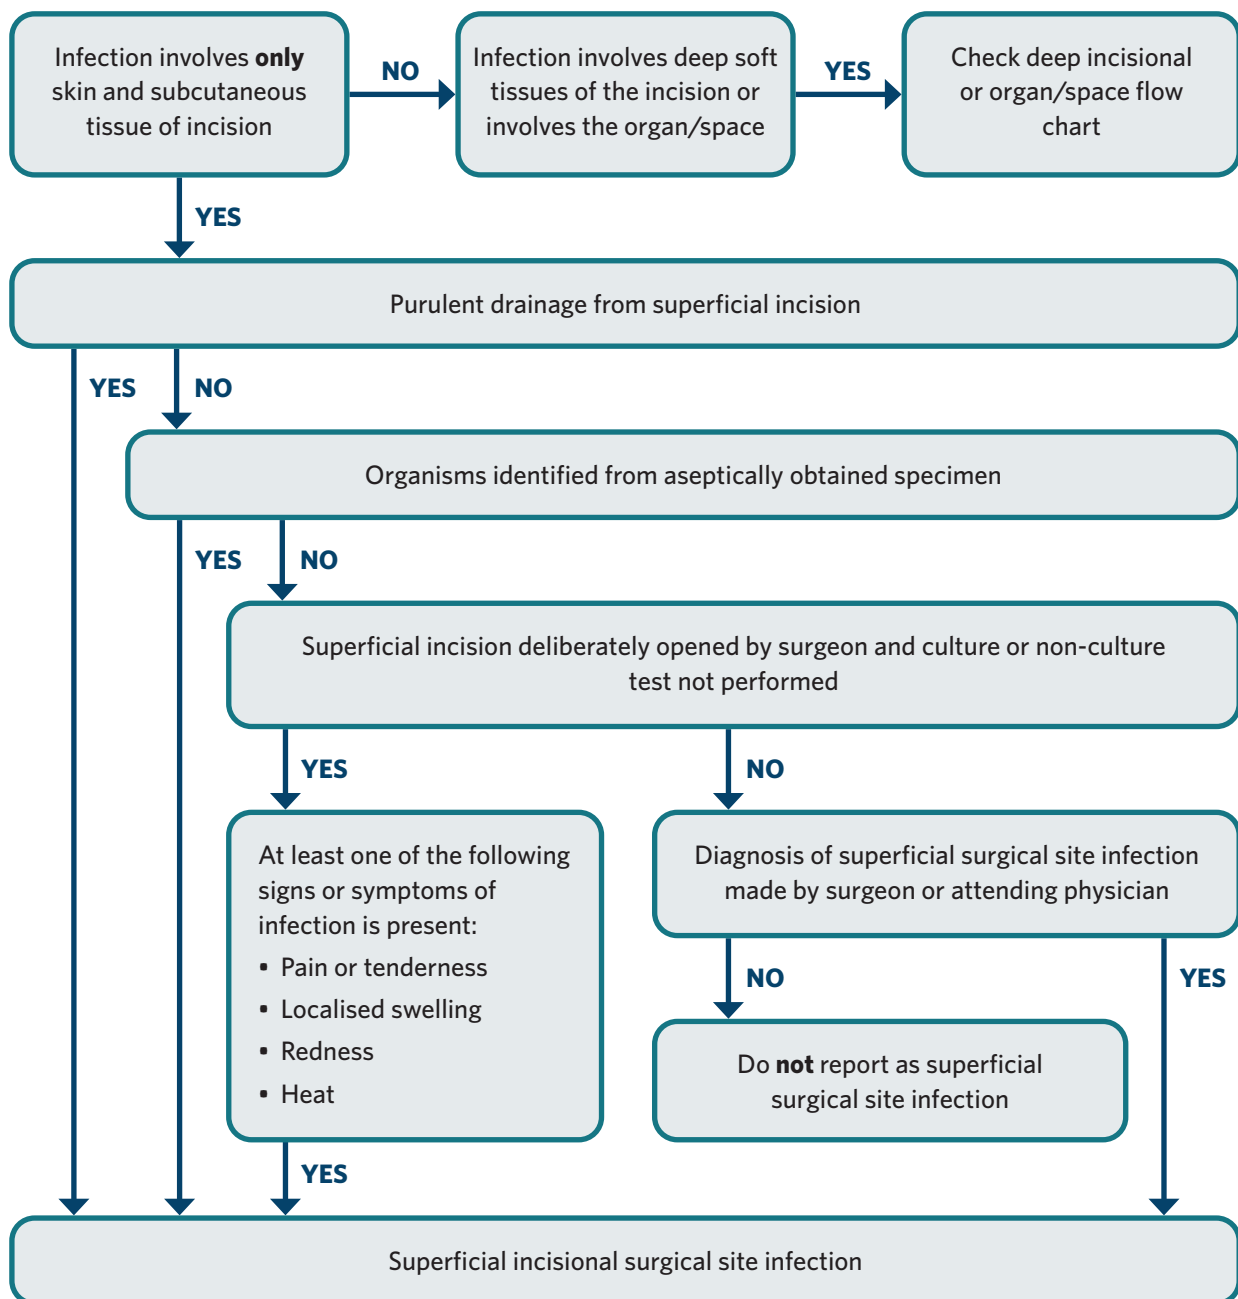 Infection involves only
skin and subcutaneous
tissue of incision
NO
Infection involves deep soft
tissues of the incision or
involves the organ/space
YES
Check deep incisional
or organ/space flow
chart
YES
Purulent drainage from superficial incision
YES
NO
Organisms identified from aseptically obtained specimen
YES
NO
Superficial incision deliberately opened by surgeon and culture or non-culture
test not performed
YES
NO
At least one of the following
signs or symptoms of
infection is present:
• Pain or tenderness
• Localised swelling
• Redness
• Heat
Diagnosis of superficial surgical site infection
made by surgeon or attending physician
NO
YES
Do not report as superficial
surgical site infection
YES
Superficial incisional surgical site infection